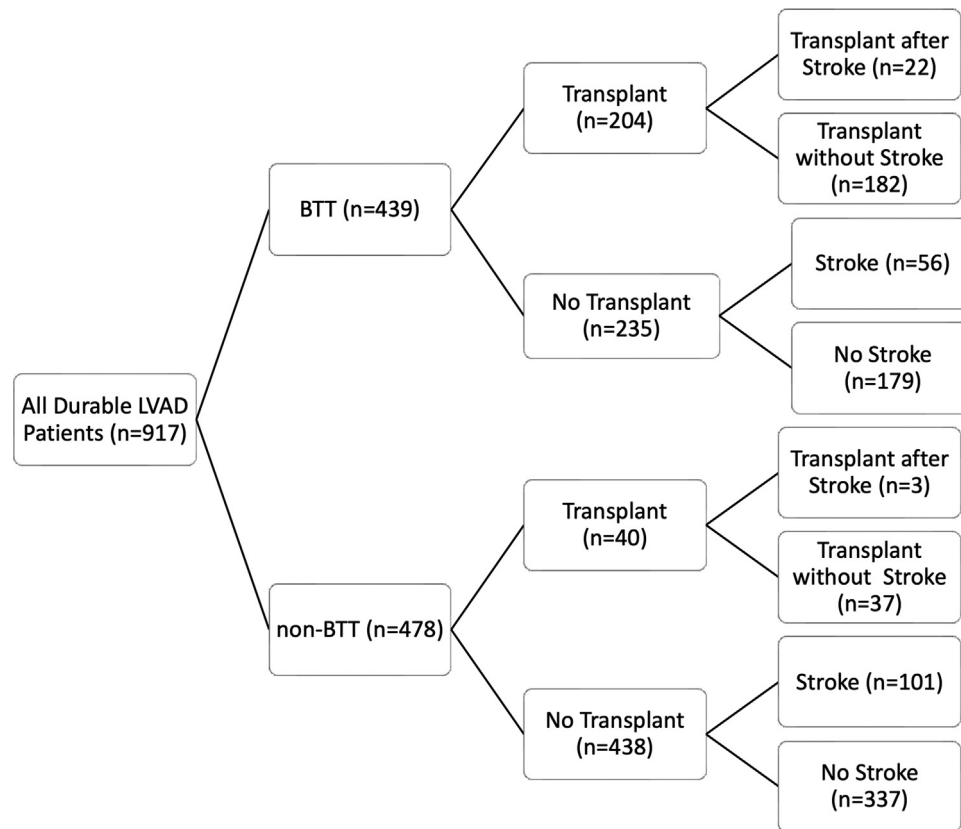 All Durable LVAD
Patients (n=917)
BTT (n=439)
Transplant
(n=204)
Transplant after
Stroke (n=22)
Transplant
without Stroke
(n=182)
No Transplant
(n=235)
Stroke (n=56)
No Stroke
(n=179)
non-BTT (n=478)
Transplant
(n=40)
Transplant after
Stroke (n=3)
Transplant
without Stroke
(n=37)
No Transplant
(n=438)
Stroke (n=101)
No Stroke
(n=337)